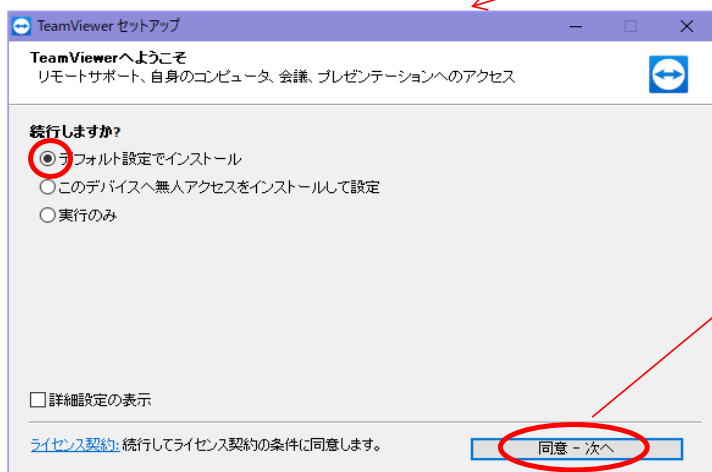 TeamViewer セットアップ
TeamViewerへようこそ
リモートサポート、自身のコンピュータ、会議、プレゼンテーションへのアクセス
続行しますか?
デフォルト設定でインストール
このデバイスへ無人アクセスをインストールして設定
実行のみ
詳細設定の表示
ライセンス契約: 続行してライセンス契約の条件に同意します。
同意 - 次へ